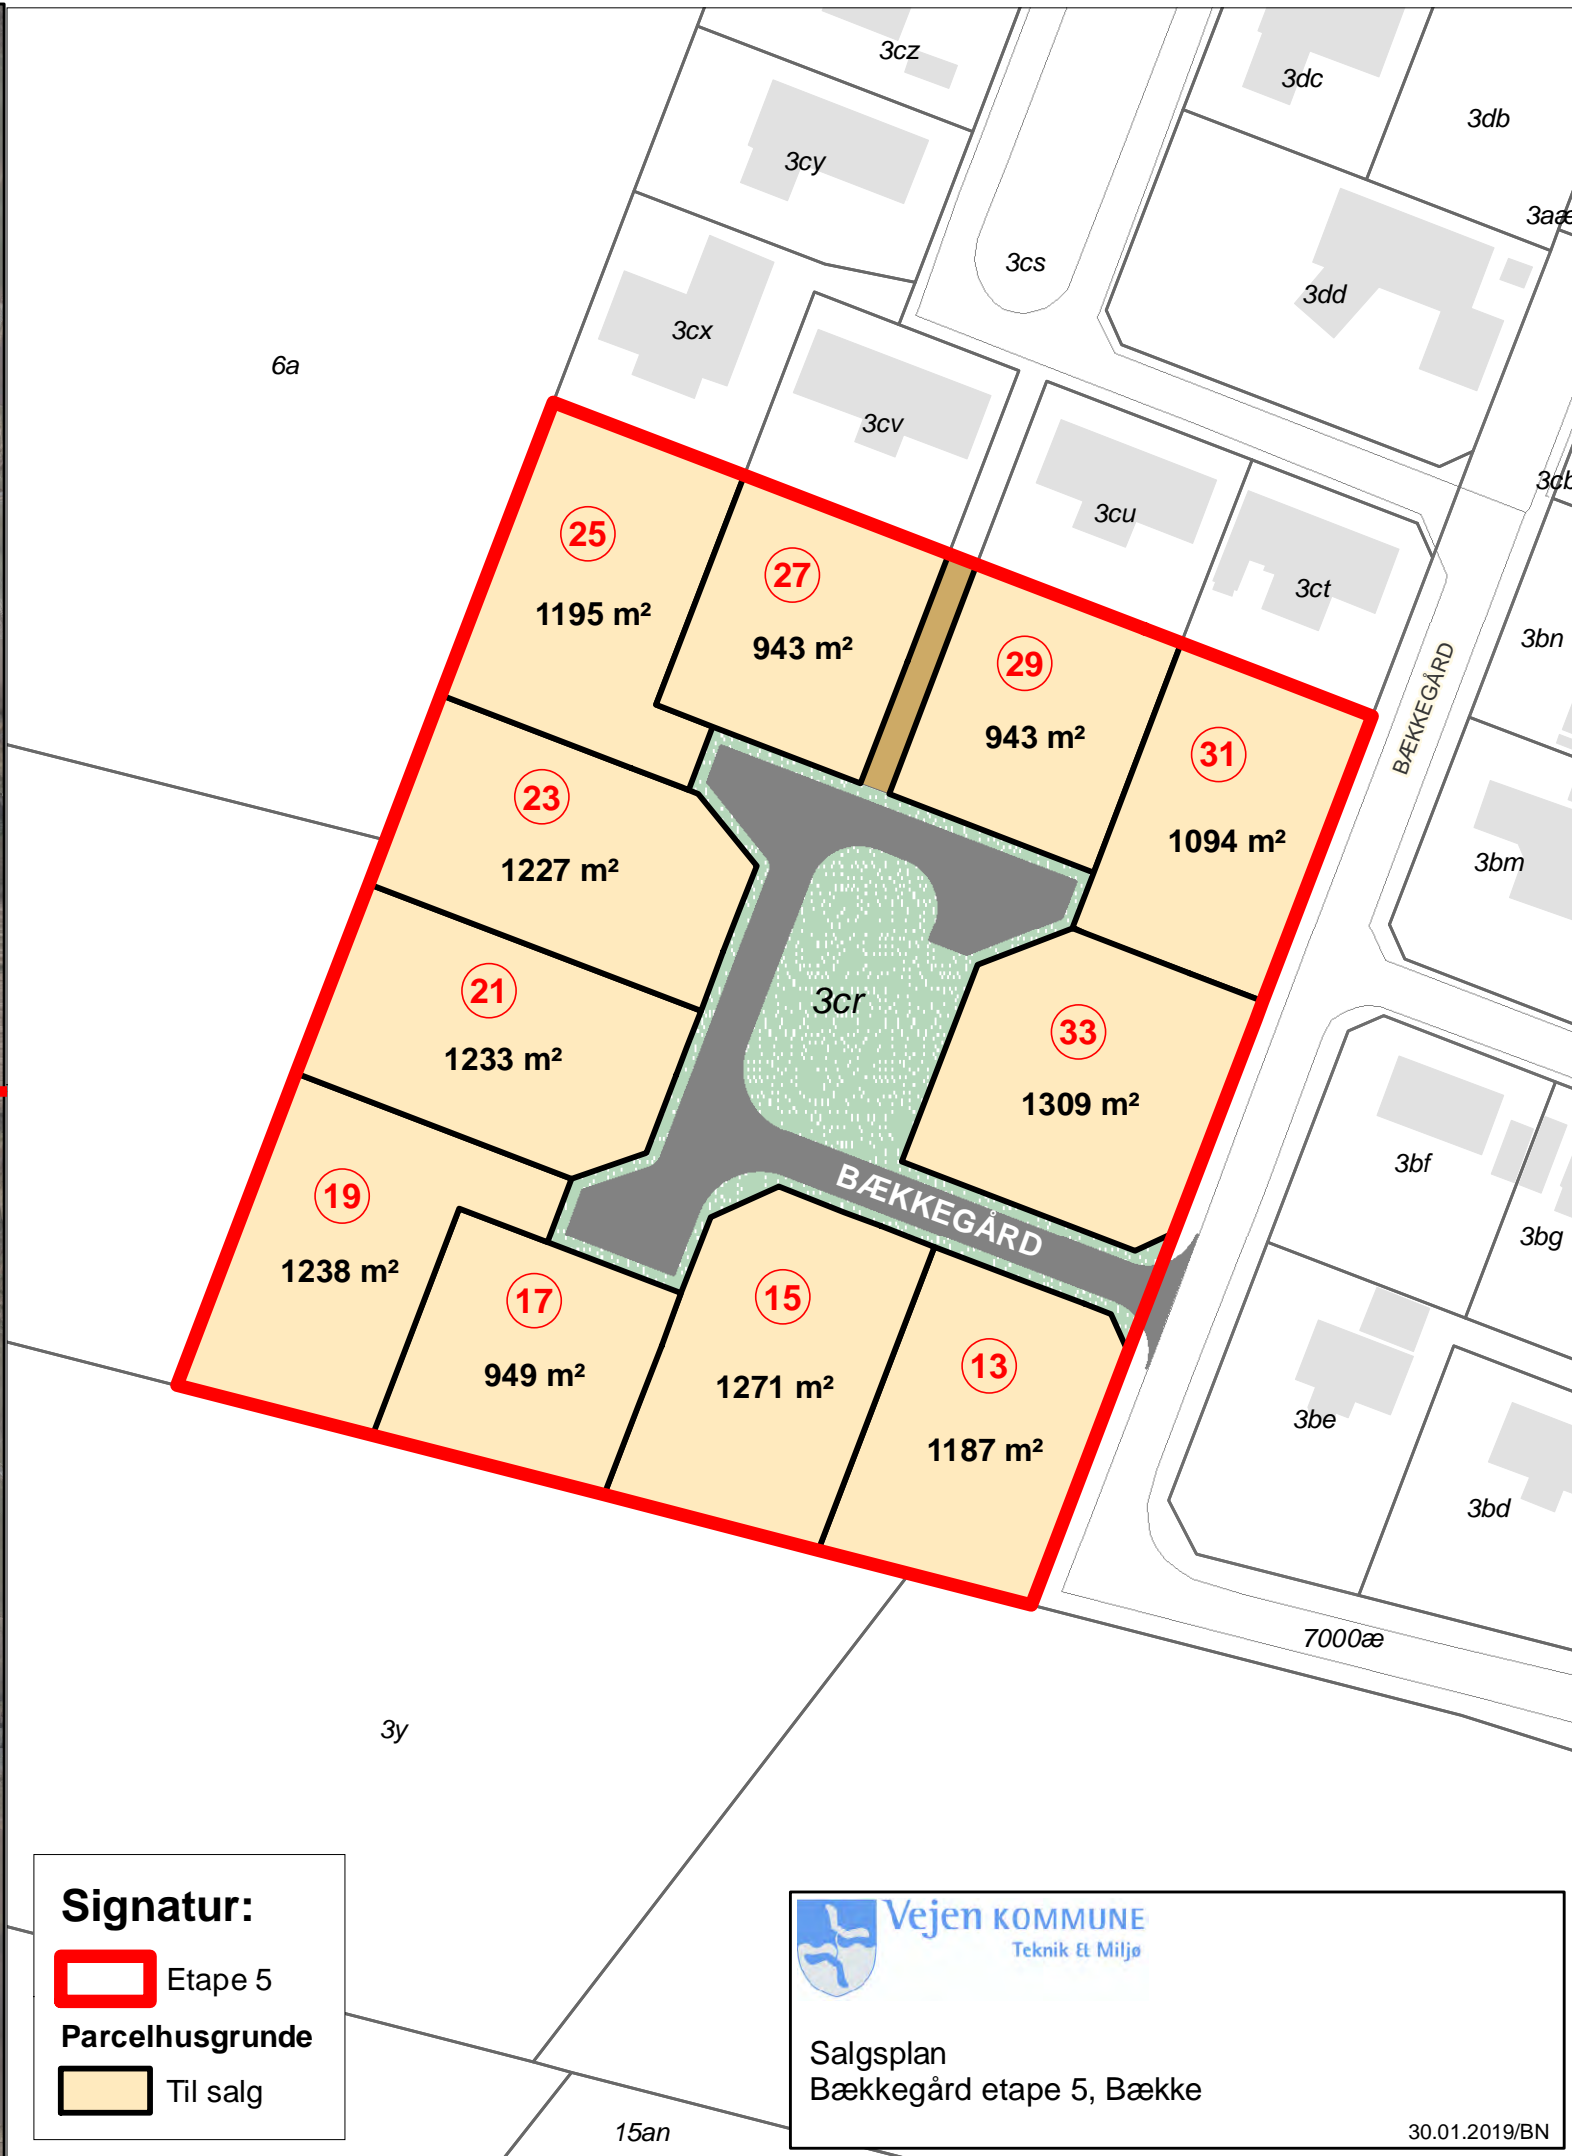 3cz
3dc
3db
3cy
3cs
3dd
3cx
6a
3cv
3cu
3ct
3bn
BÆKKEGÅRD
25
1195 m²
27
943 m²
29
943 m²
31
1094 m²
3bm
23
1227 m²
21
1233 m²
3cr
33
1309 m²
BÆKKEGÅRD
3bf
3bg
19
1238 m²
17
949 m²
15
1271 m²
13
1187 m²
3be
3bd
7000æ
3y
15an
Signatur:
Etape 5
Parcelhusgrunde
Til salg
Vejen KOMMUNE
Teknik & Miljø
Salgsplan
Bækkegård etape 5, Bække
30.01.2019/BN